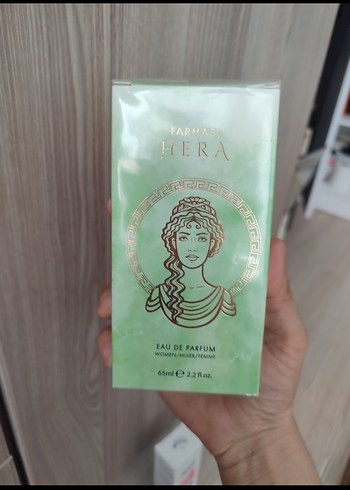 FARMASI
HERA
EAU DE PARFUM
WOMEN/MUJER/FEMME
65ml ℮ 2.2 fl.oz.